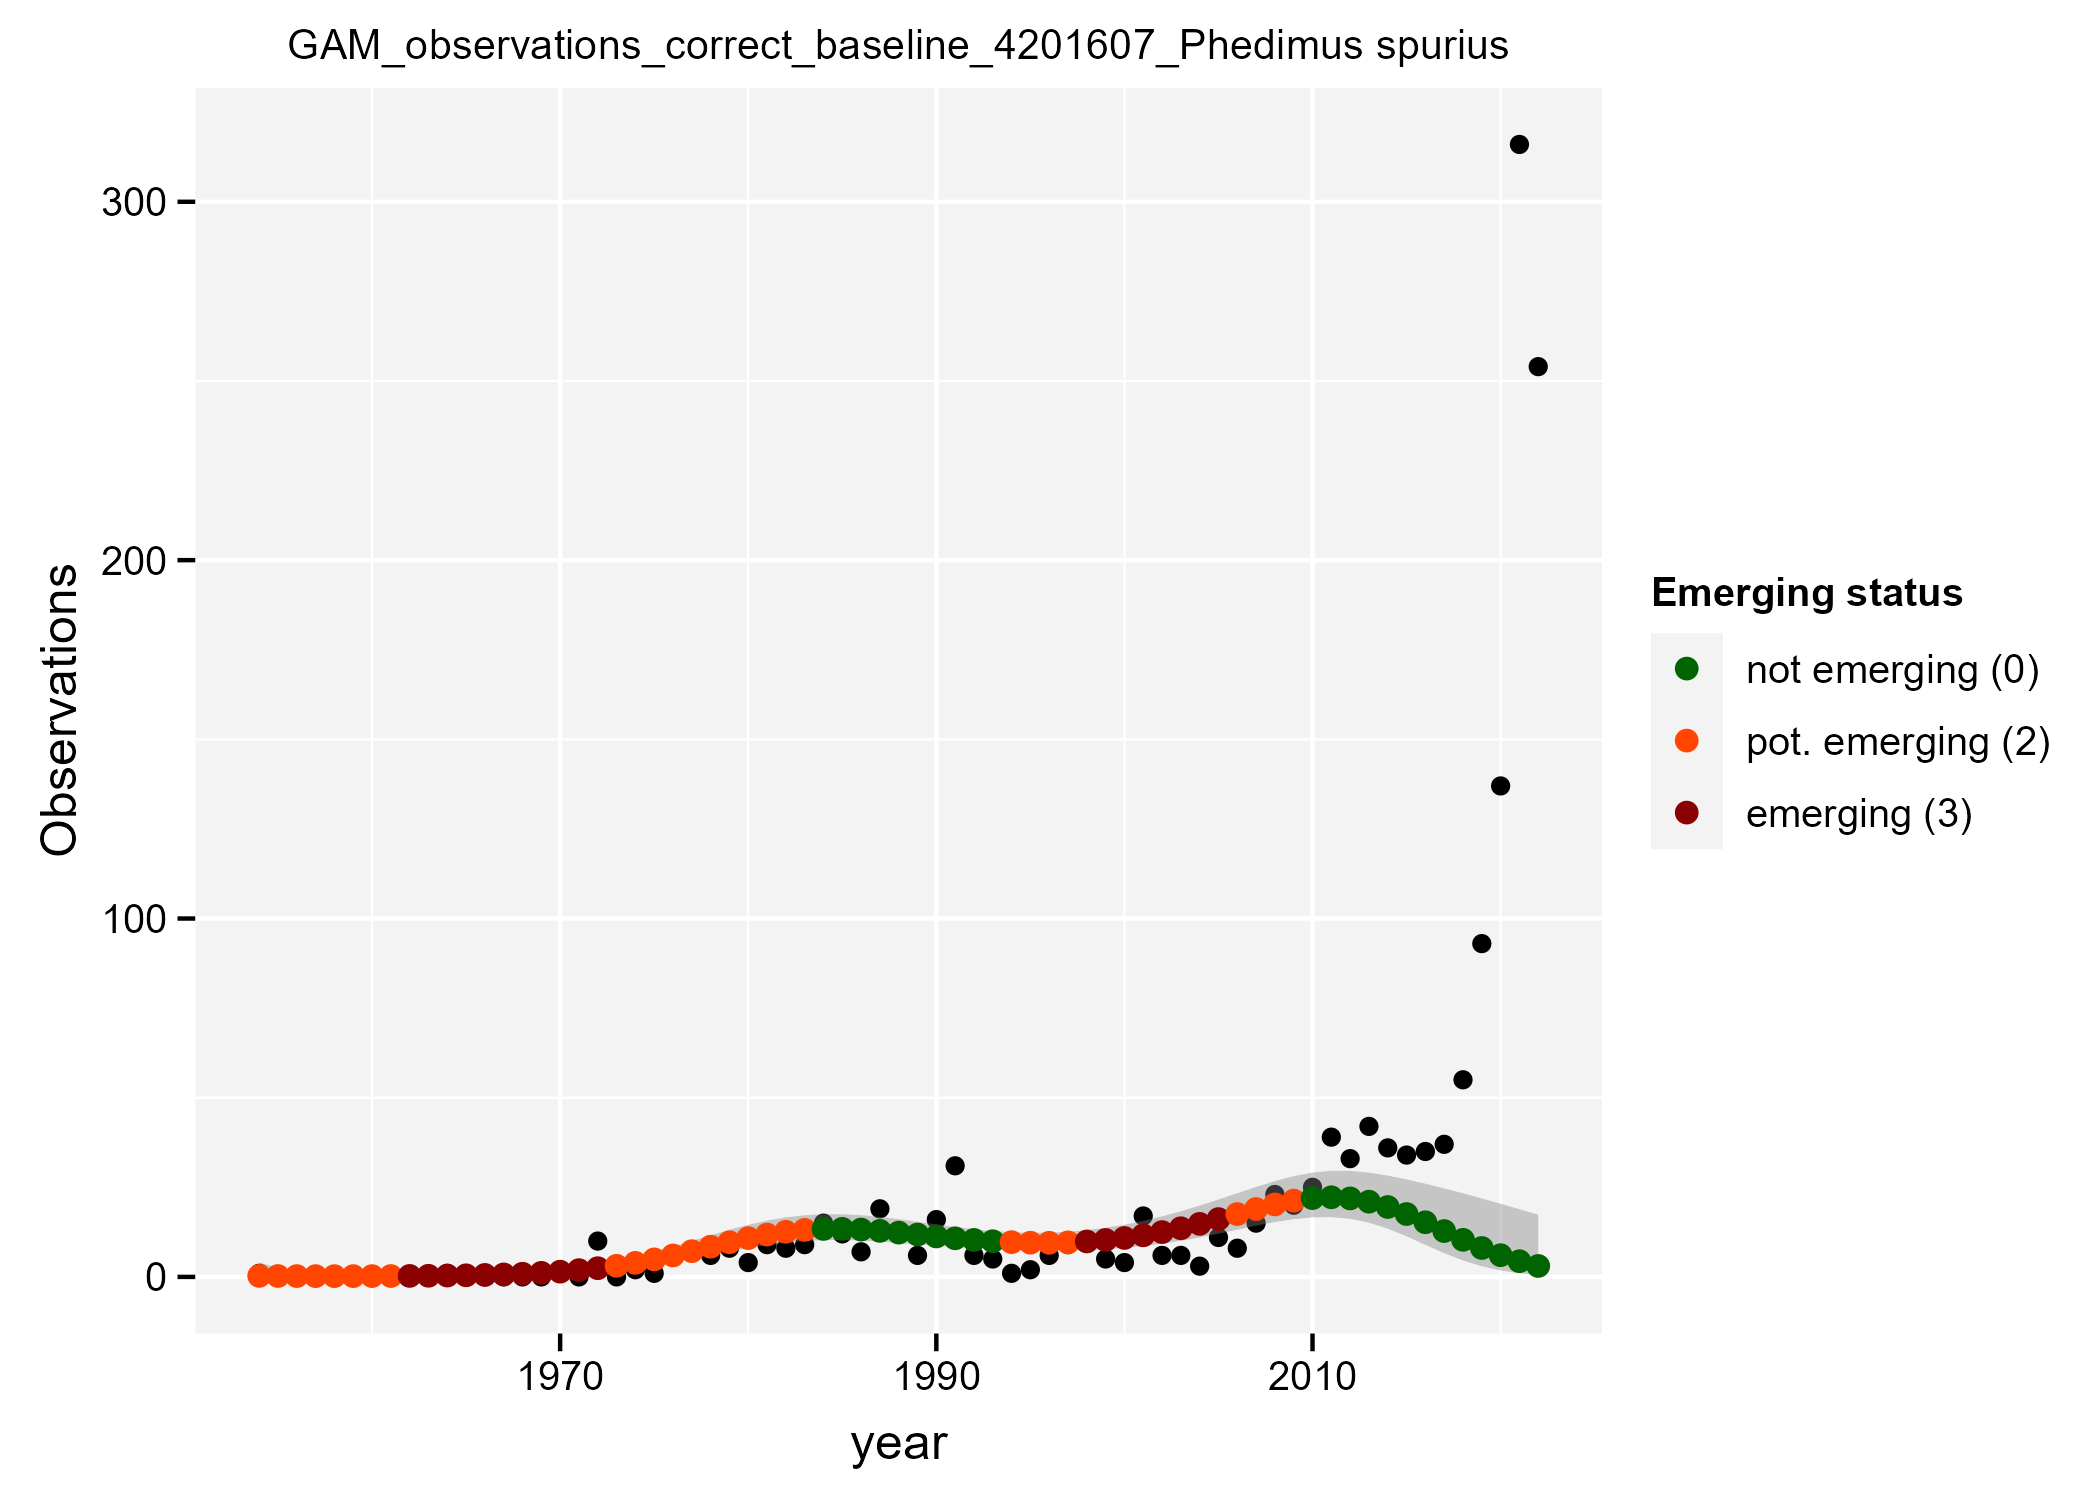 GAM_observations_correct_baseline_4201607_Phedimus spurius
300
200
100
0
Observations
1970
1990
2010
year
Emerging status
not emerging (0)
pot. emerging (2)
emerging (3)